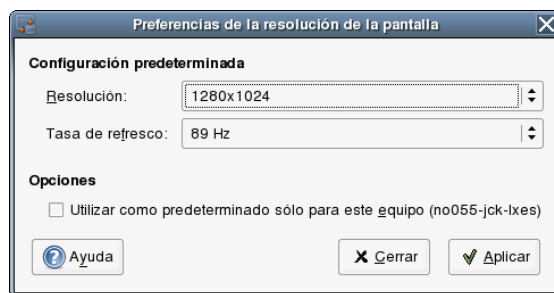 Preferencias de la resolución de la pantalla
Configuración predeterminada
Resolución: 1280x1024
Tasa de refresco: 89 Hz
Opciones
Utilizar como predeterminado sólo para este equipo (no055-jck-lxes)
Ayuda Cerrar Aplicar